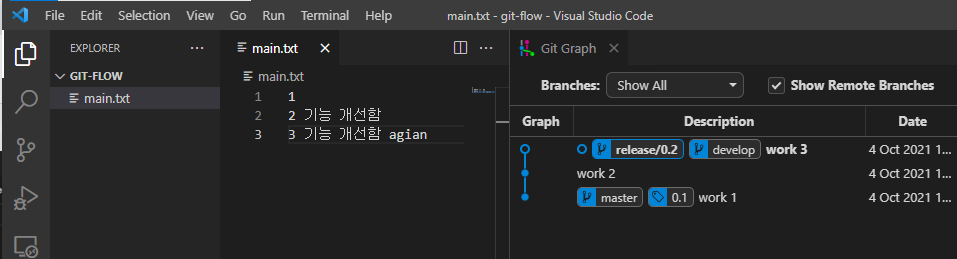 File Edit Selection View Go Run Terminal Help main.txt - git-flow - Visual Studio Code
EXPLORER ···
GIT-FLOW
main.txt
main.txt
main.txt
1 1
2 2 기능 개선함
3 3 기능 개선함 agian
Git Graph
Branches: Show All Show Remote Branches
Graph Description Date
release/0.2 develop work 3 4 Oct 2021 1...
work 2 4 Oct 2021 1...
master 0.1 work 1 4 Oct 2021 1...